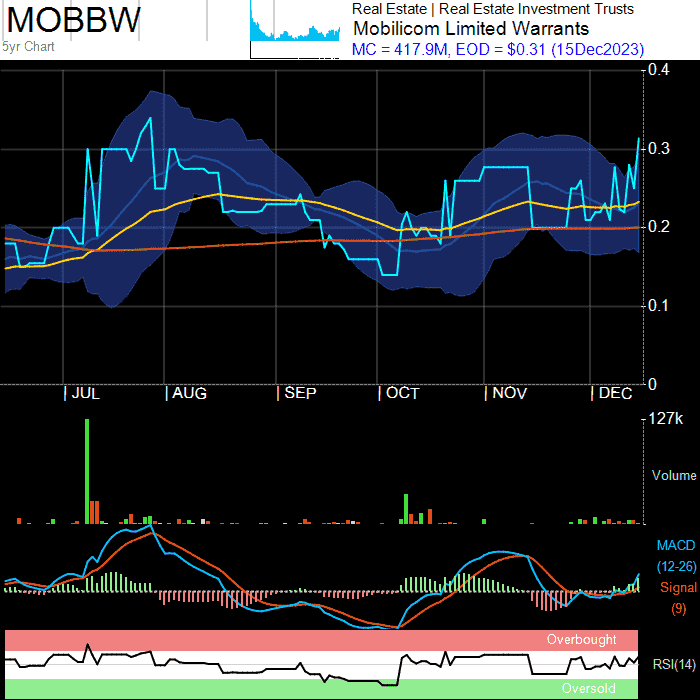 MOBBW
5yr Chart
Real Estate | Real Estate Investment Trusts
Mobilicom Limited Warrants
MC = 417.9M, EOD = $0.31 (15Dec2023)
0.4
0.3
0.2
0.1
0
JUL AUG SEP OCT NOV DEC
127k
Volume
MACD
(12-26)
Signal
(9)
Overbought
RSI(14)
Oversold